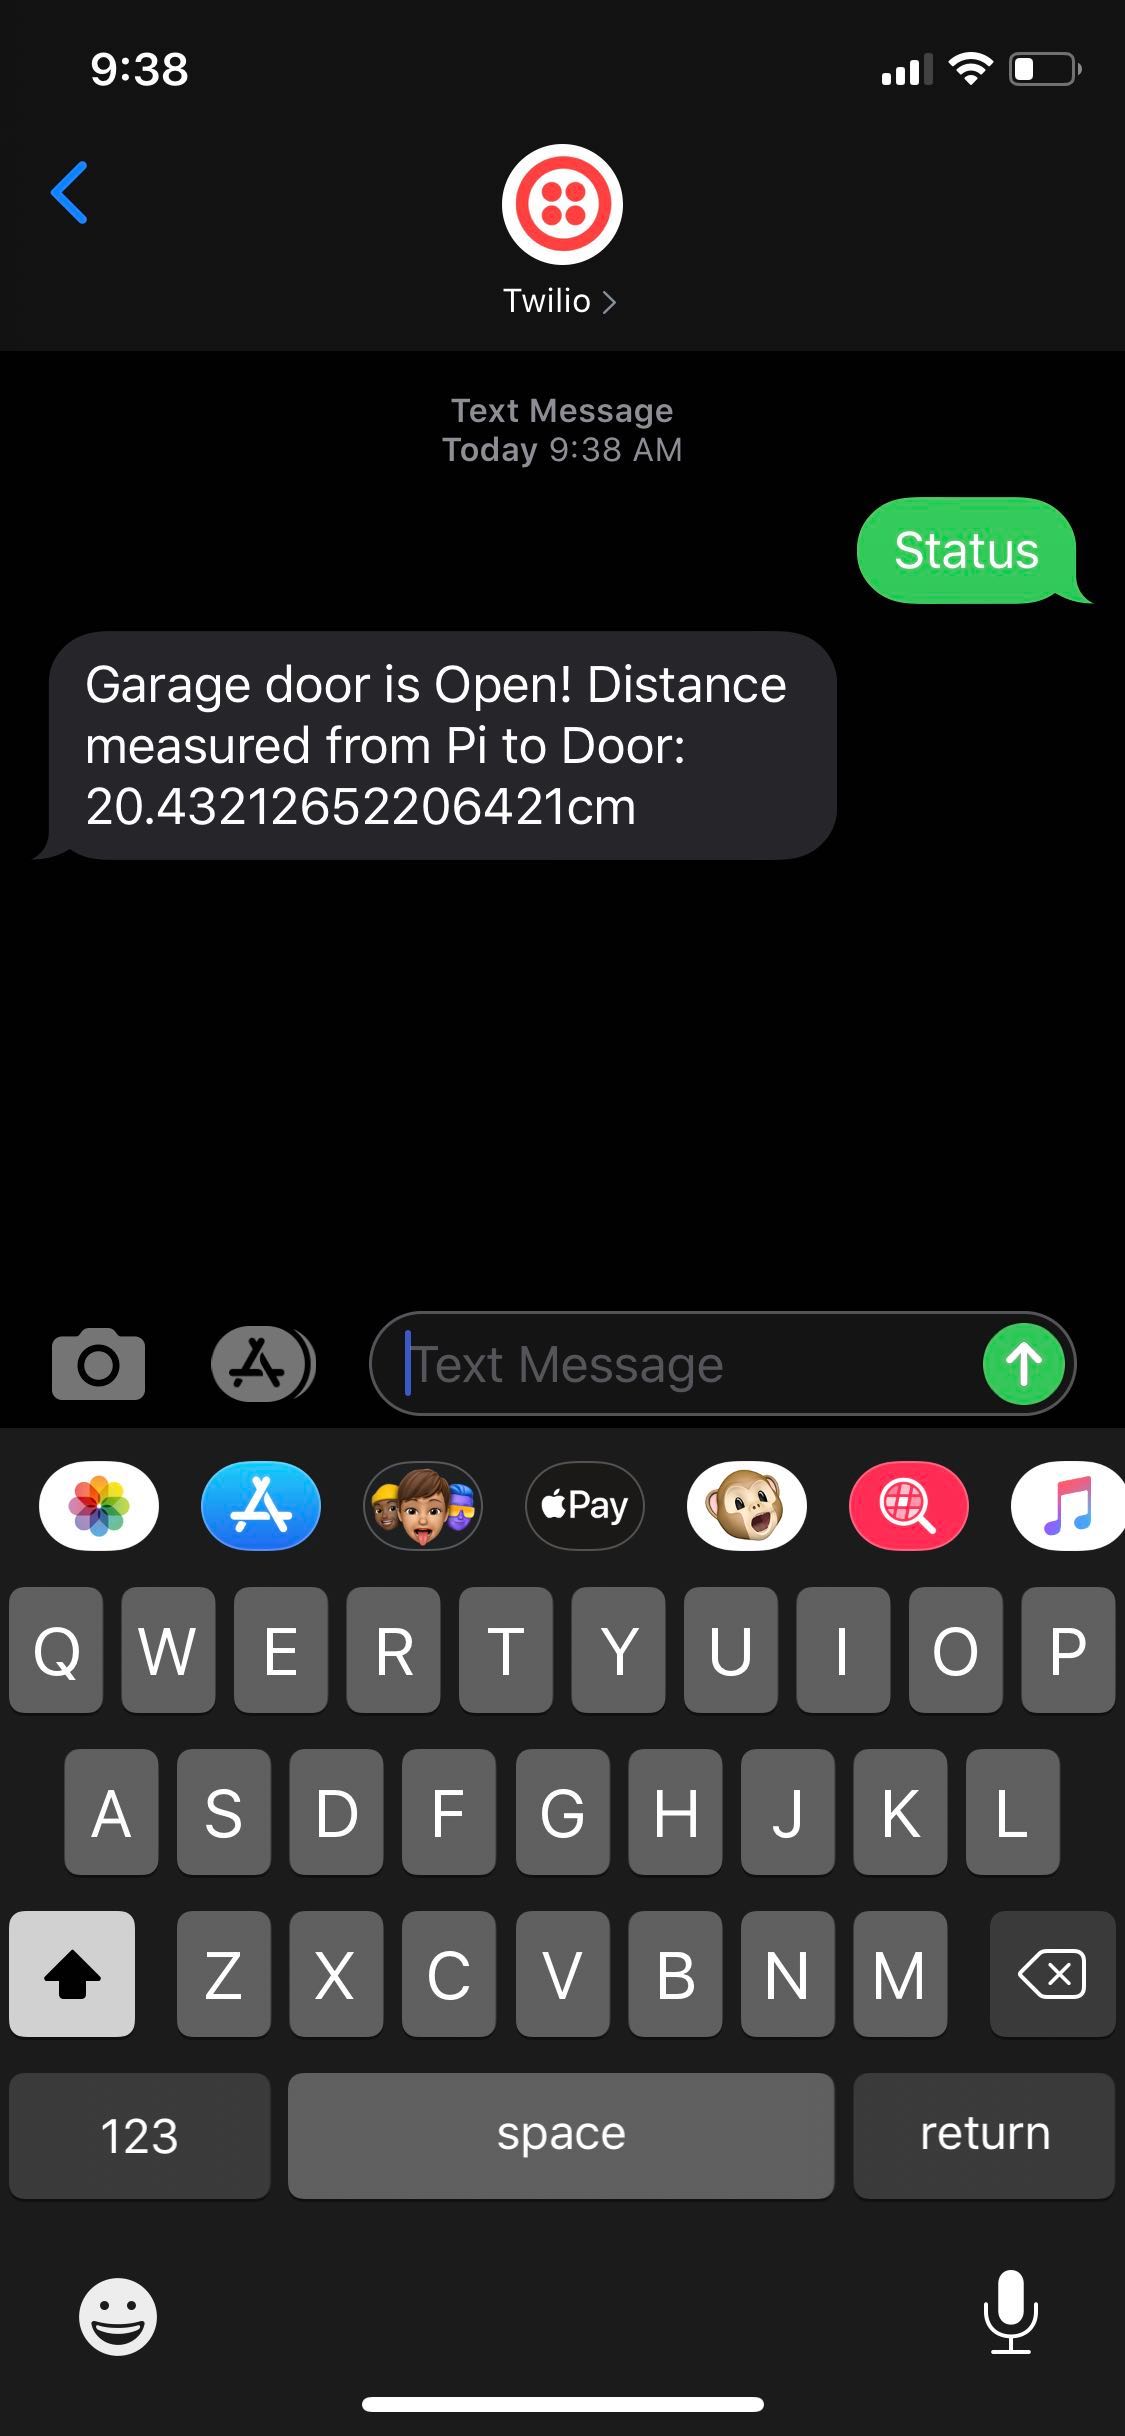 9:38
Twilio
Text Message
Today 9:38 AM
Status
Garage door is Open! Distance
measured from Pi to Door:
20.43212652206421cm
Text Message
Pay
Q W E R T Y U I O P
A S D F G H J K L
Z X C V B N M
123 space return